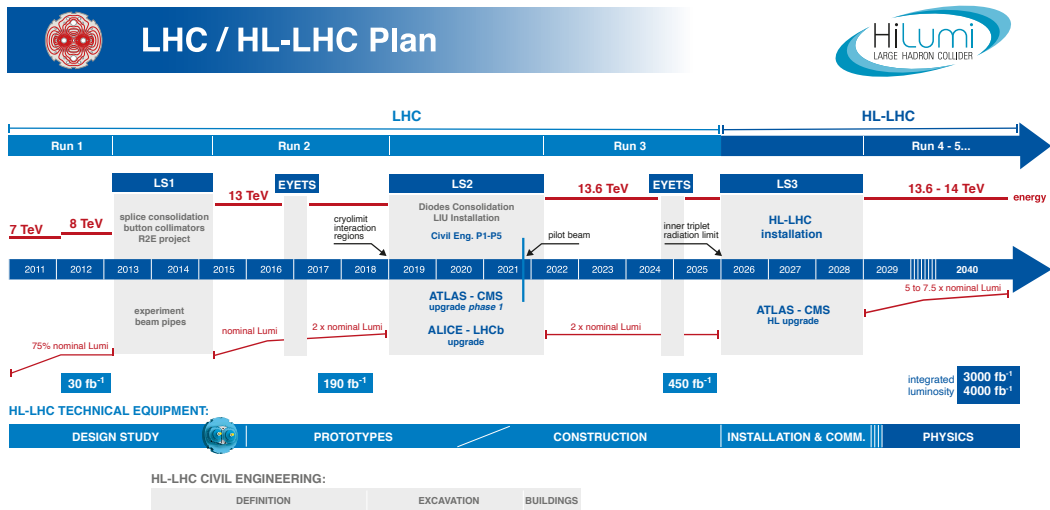 LHC / HL-LHC Plan
HiLumi
LARGE HADRON COLLIDER
LHC
HL-LHC
Run 1
Run 2
Run 3
Run 4 - 5...
LS1
EYETS
LS2
EYETS
LS3
13 TeV
13.6 TeV
13.6 - 14 TeV
energy
7 TeV
8 TeV
splice consolidation
button collimators
R2E project
cryolimit
interaction
regions
Diodes Consolidation
LIU Installation
Civil Eng. P1-P5
pilot beam
inner triplet
radiation limit
HL-LHC
installation
2011
2012
2013
2014
2015
2016
2017
2018
2019
2020
2021
2022
2023
2024
2025
2026
2027
2028
2029
2040
5 to 7.5 x nominal Lumi
experiment
beam pipes
ATLAS - CMS
upgrade phase 1
ALICE - LHCb
upgrade
ATLAS - CMS
HL upgrade
75% nominal Lumi
nominal Lumi
2 x nominal Lumi
2 x nominal Lumi
30 fb-1
190 fb-1
450 fb-1
integrated
luminosity
3000 fb-1
4000 fb-1
HL-LHC TECHNICAL EQUIPMENT:
DESIGN STUDY
PROTOTYPES
CONSTRUCTION
INSTALLATION & COMM.
PHYSICS
HL-LHC CIVIL ENGINEERING:
DEFINITION
EXCAVATION
BUILDINGS